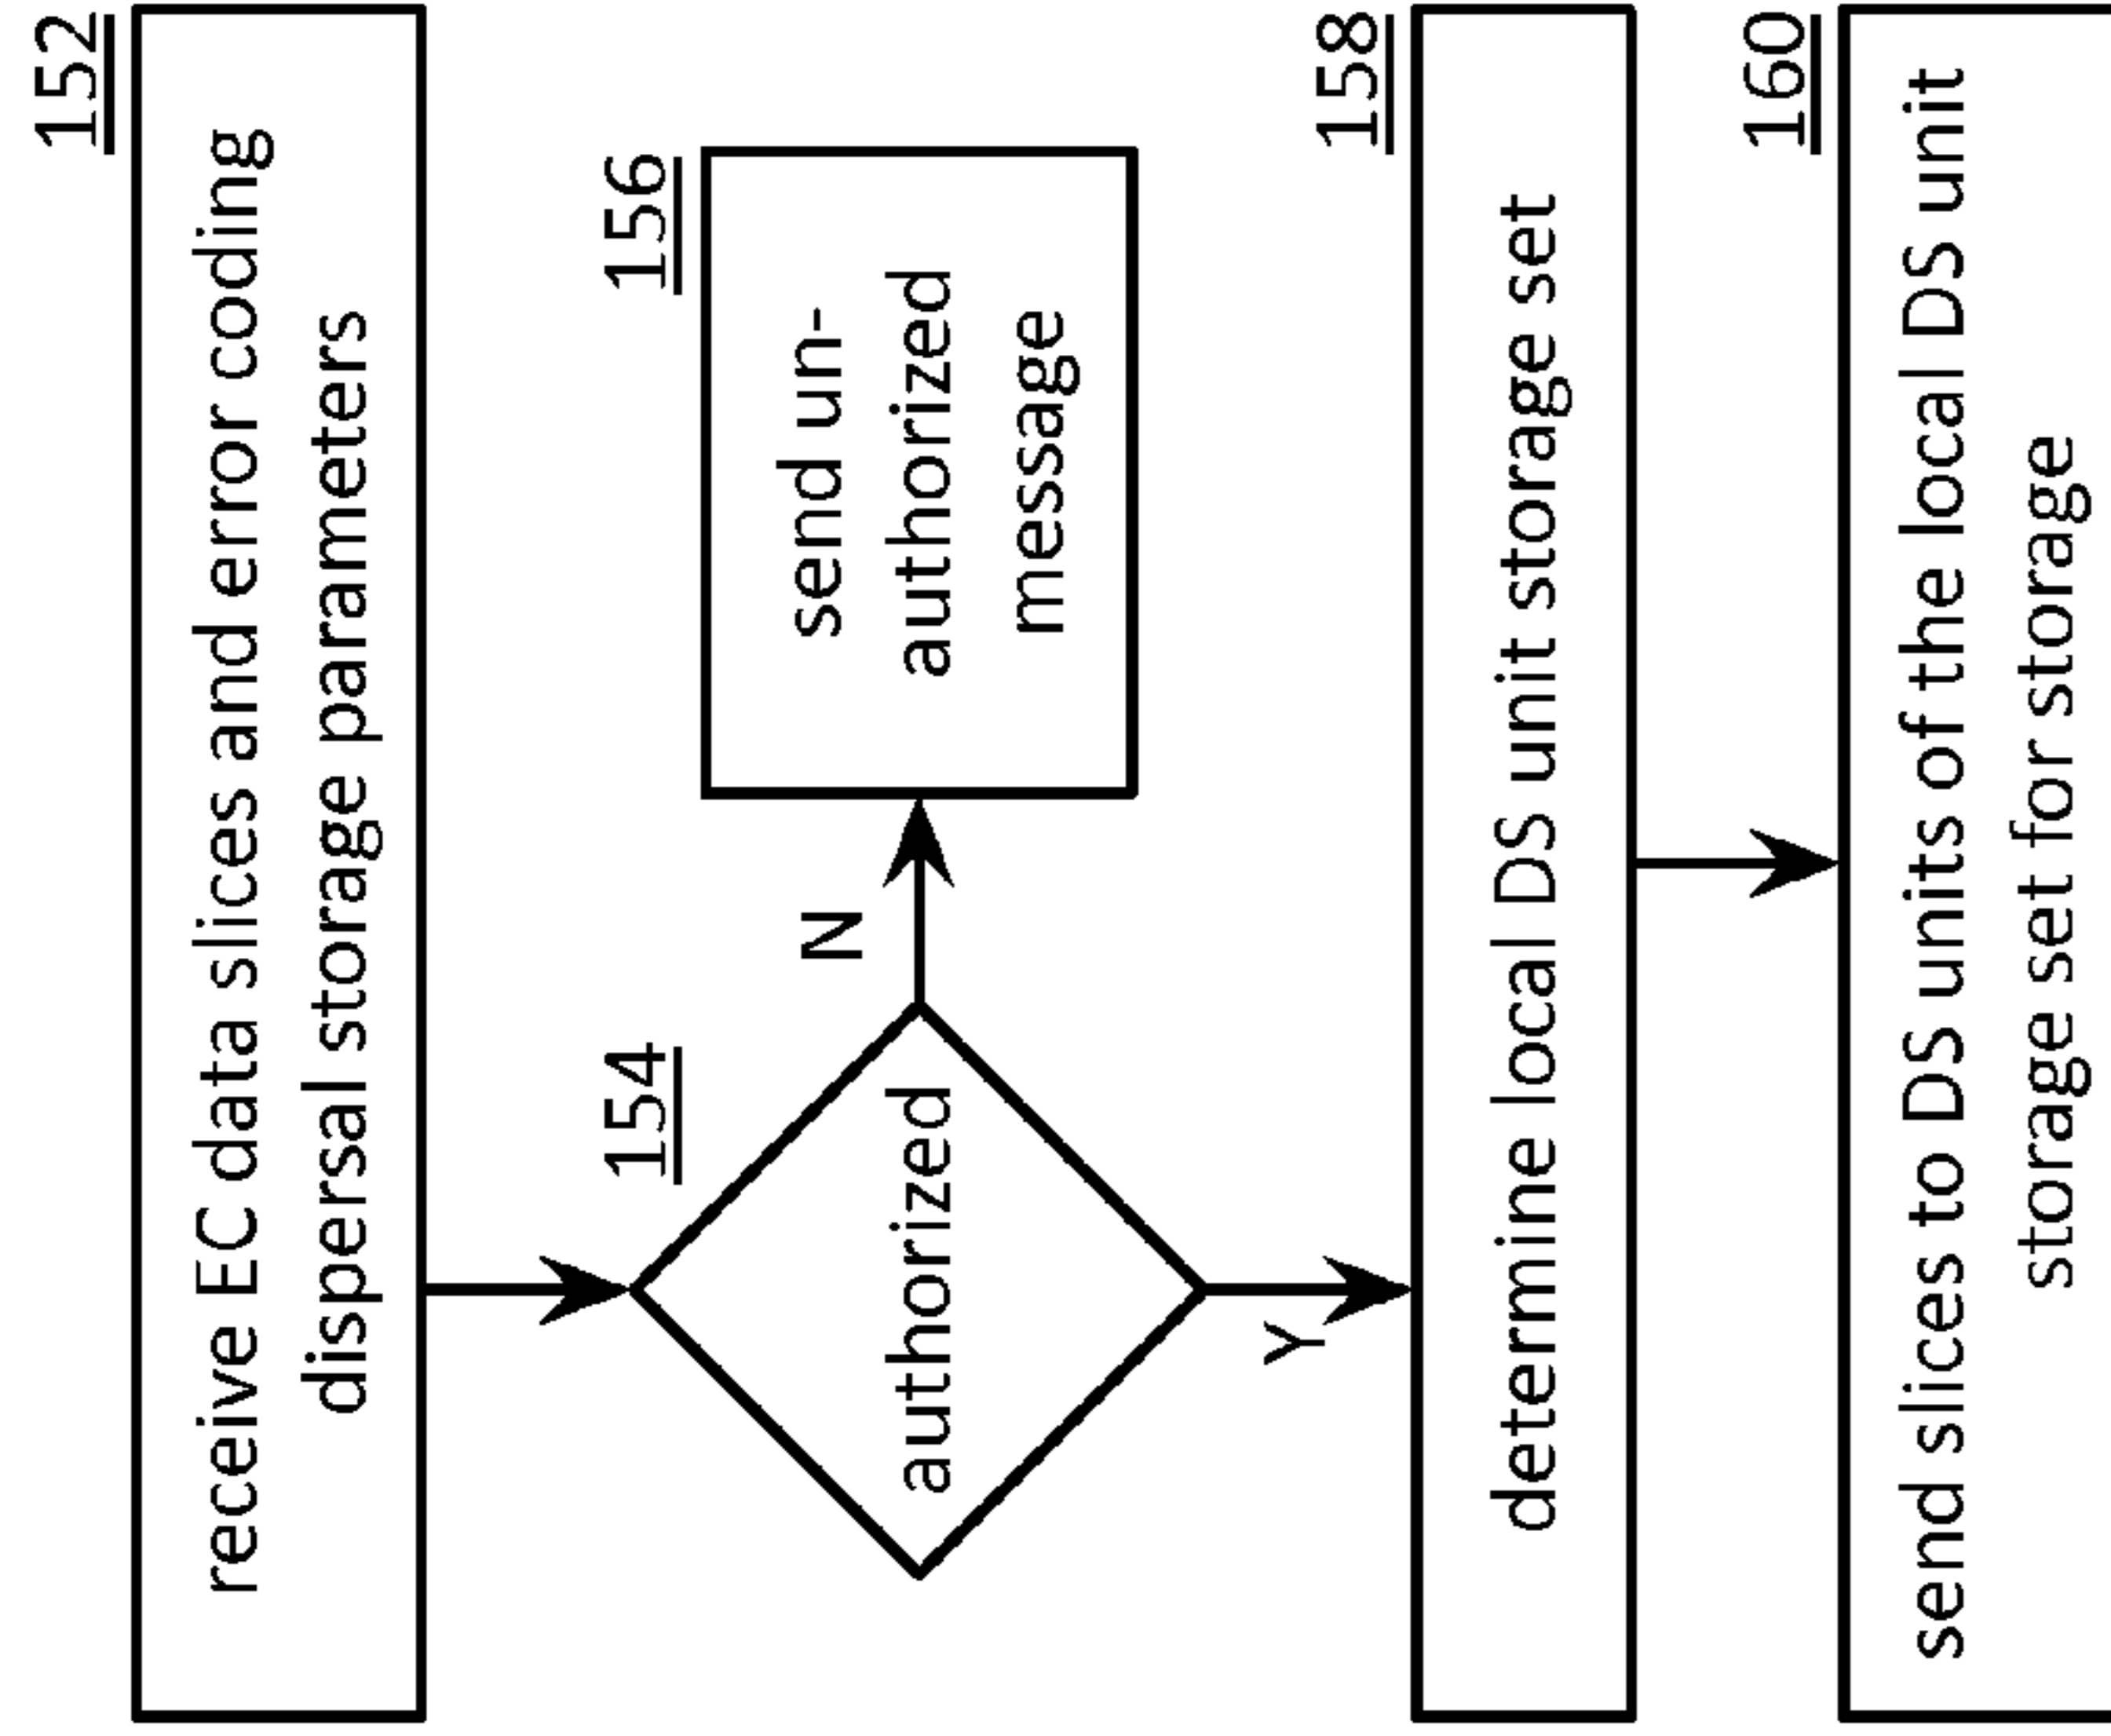 152
receive EC data slices and error coding
dispersal storage parameters
154
authorized
N
156
send un-
authorized
message
Y
158
determine local DS unit storage set
160
send slices to DS units of the local DS unit
storage set for storage